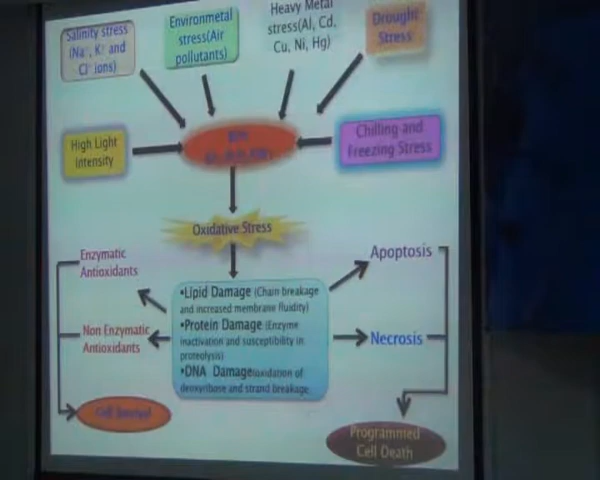 Salinity stress
(Na⁺, K⁺ and
Cl⁻ ions)
Environmetal
stress(Air
pollutants)
Heavy Metal
stress(Al, Cd,
Cu, Ni, Hg)
Drought
Stress
High Light
Intensity
Chilling and
Freezing Stress
Oxidative Stress
Enzymatic
Antioxidants
Non Enzymatic
Antioxidants
•Lipid Damage (Chain breakage
and increased membrane fluidity)
•Protein Damage (Enzyme
inactivation and susceptibility in
proteolysis)
•DNA Damage(oxidation of
deoxyribose and strand breakage
Apoptosis
Necrosis
Cell Survival
Programmed
Cell Death